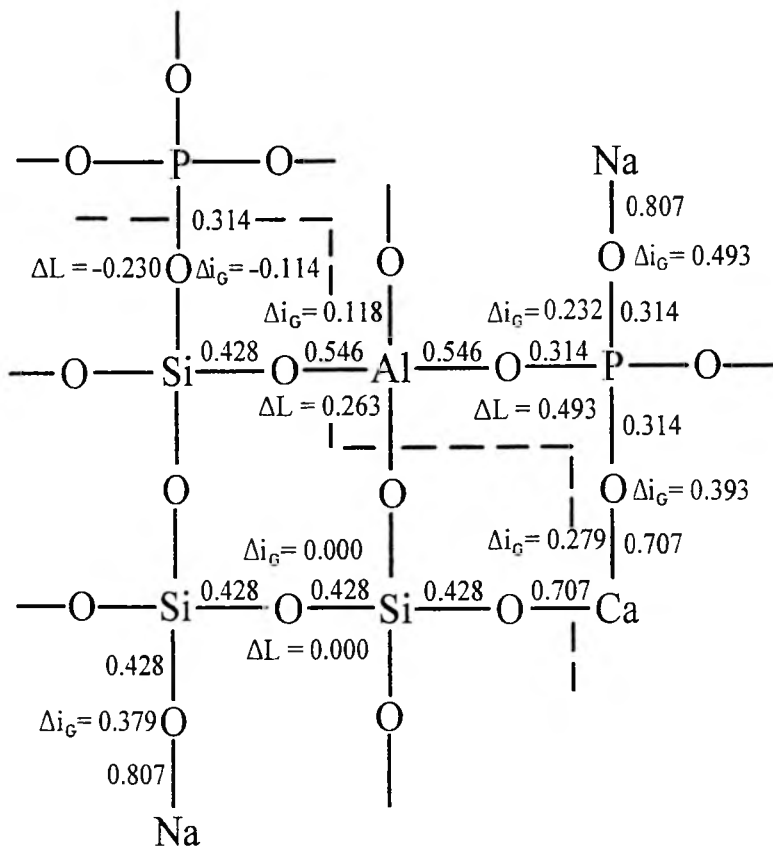 O
O P O Na
0.314 0.807
ΔL = -0.230 O Δi_G = -0.114 O O Δi_G = 0.493
Δi_G = 0.118 Δi_G = 0.232 0.314
O Si 0.428 O 0.546 Al 0.546 O 0.314 P O
ΔL = 0.263 ΔL = 0.493
0.314
O O O Δi_G = 0.393
Δi_G = 0.000 Δi_G = 0.279 0.707
O Si 0.428 O 0.428 Si 0.428 O 0.707 Ca
0.428 ΔL = 0.000
Δi_G = 0.379 O O
0.807
Na